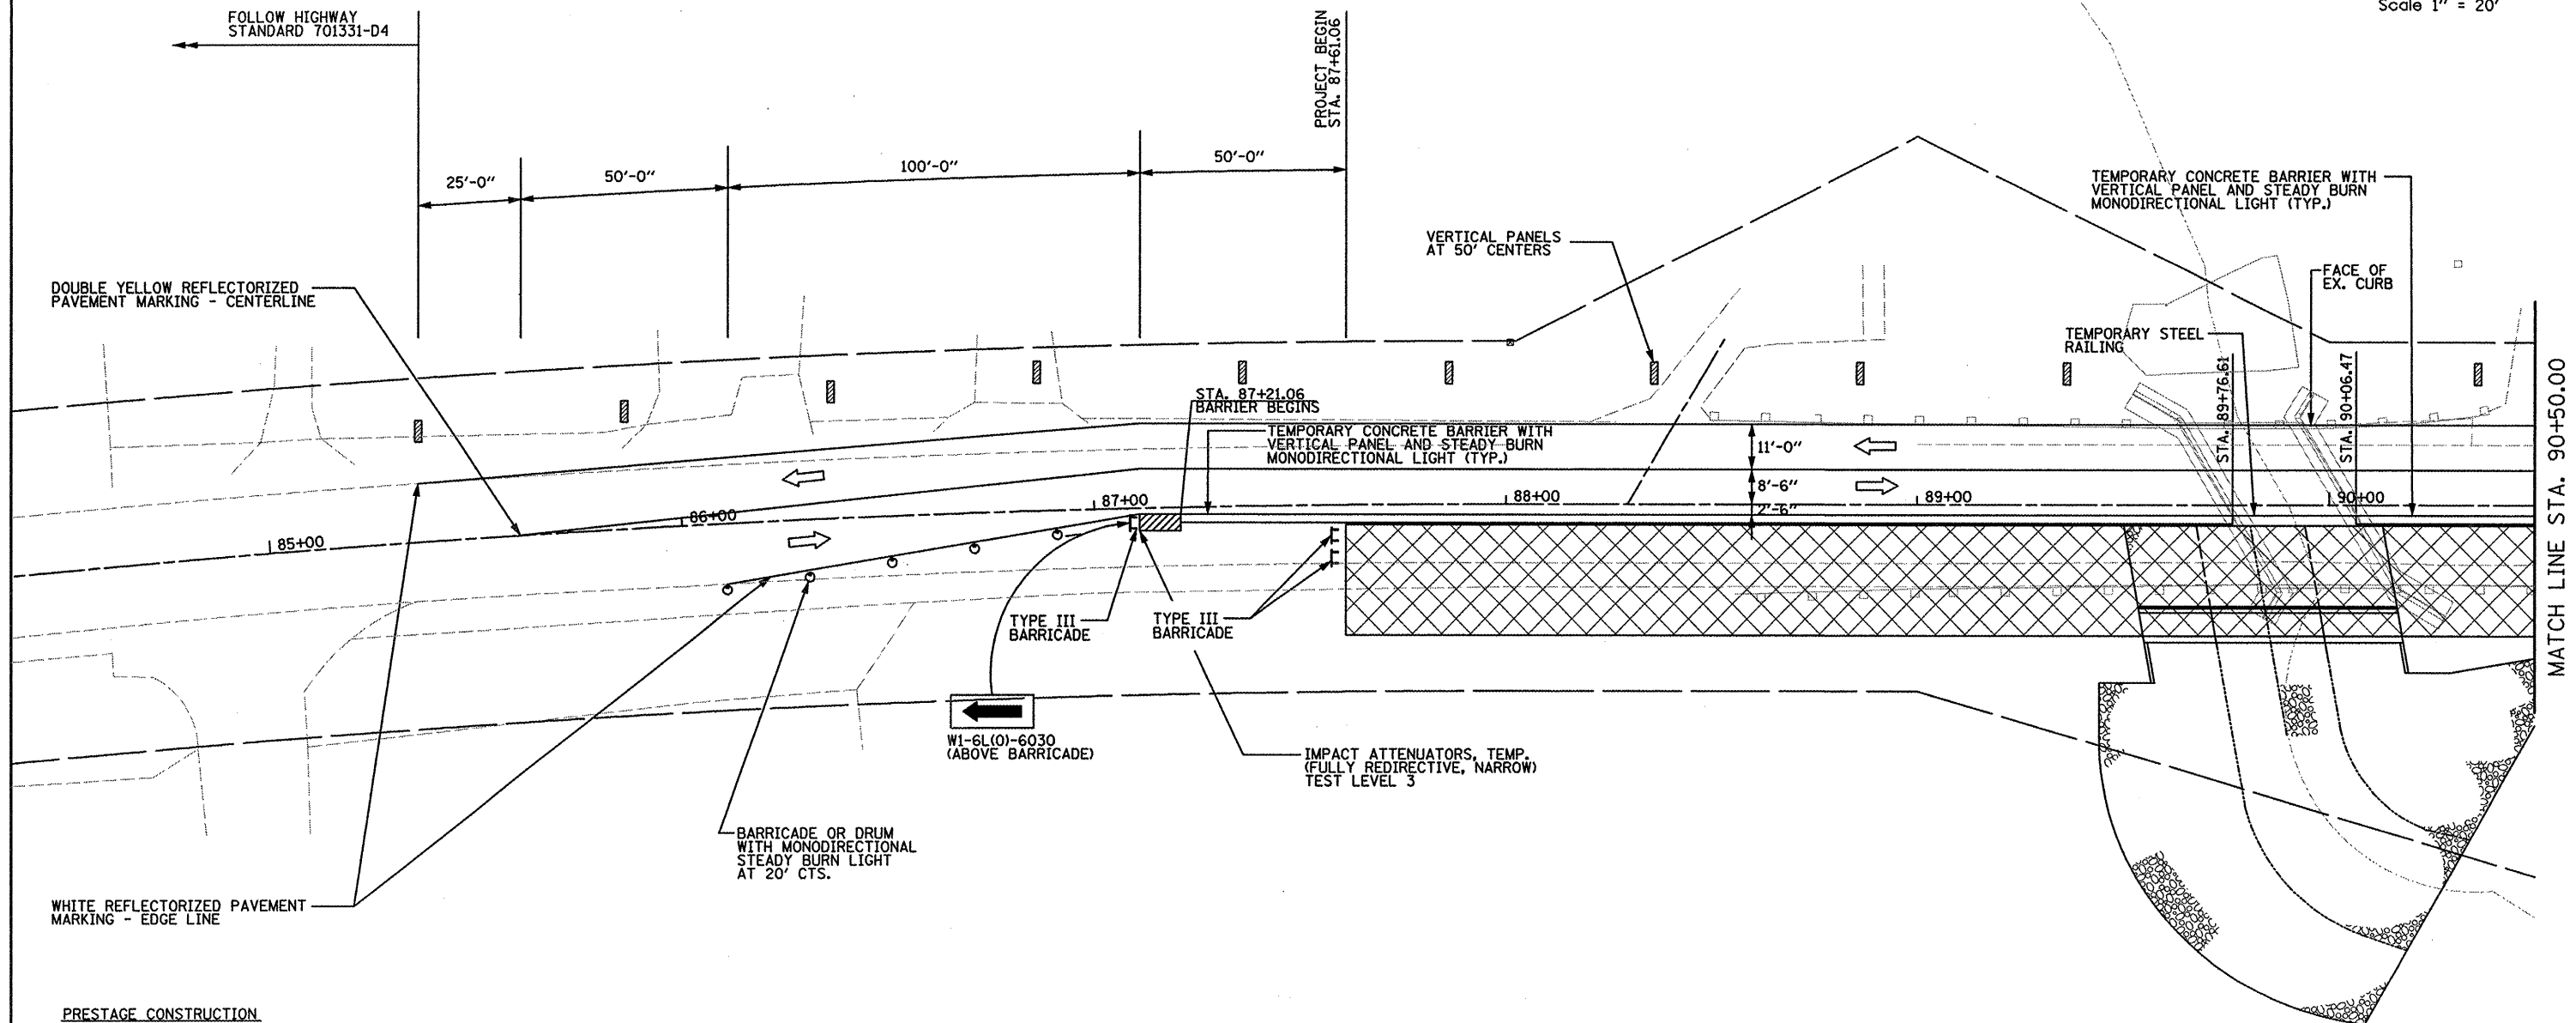 FOLLOW HIGHWAY
STANDARD 701331-D4
Scale 1" = 20'
PROJECT BEGIN
STA. 87+61.06
25'-0"
50'-0"
100'-0"
50'-0"
TEMPORARY CONCRETE BARRIER WITH
VERTICAL PANEL AND STEADY BURN
MONODIRECTIONAL LIGHT (TYP.)
VERTICAL PANELS
AT 50' CENTERS
FACE OF
EX. CURB
DOUBLE YELLOW REFLECTORIZED
PAVEMENT MARKING - CENTERLINE
TEMPORARY STEEL
RAILING
STA. 89+76.61
STA. 90+06.47
MATCH LINE STA. 90+50.00
STA. 87+21.06
BARRIER BEGINS
TEMPORARY CONCRETE BARRIER WITH
VERTICAL PANEL AND STEADY BURN
MONODIRECTIONAL LIGHT (TYP.)
11'-0"
8'-6"
2'-6"
85+00
86+00
87+00
88+00
89+00
90+00
TYPE III
BARRICADE
TYPE III
BARRICADE
W1-6L(O)-6030
(ABOVE BARRICADE)
IMPACT ATTENUATORS, TEMP.
(FULLY REDIRECTIVE, NARROW)
TEST LEVEL 3
BARRICADE OR DRUM
WITH MONODIRECTIONAL
STEADY BURN LIGHT
AT 20' CTS.
WHITE REFLECTORIZED PAVEMENT
MARKING - EDGE LINE
PRESTAGE CONSTRUCTION